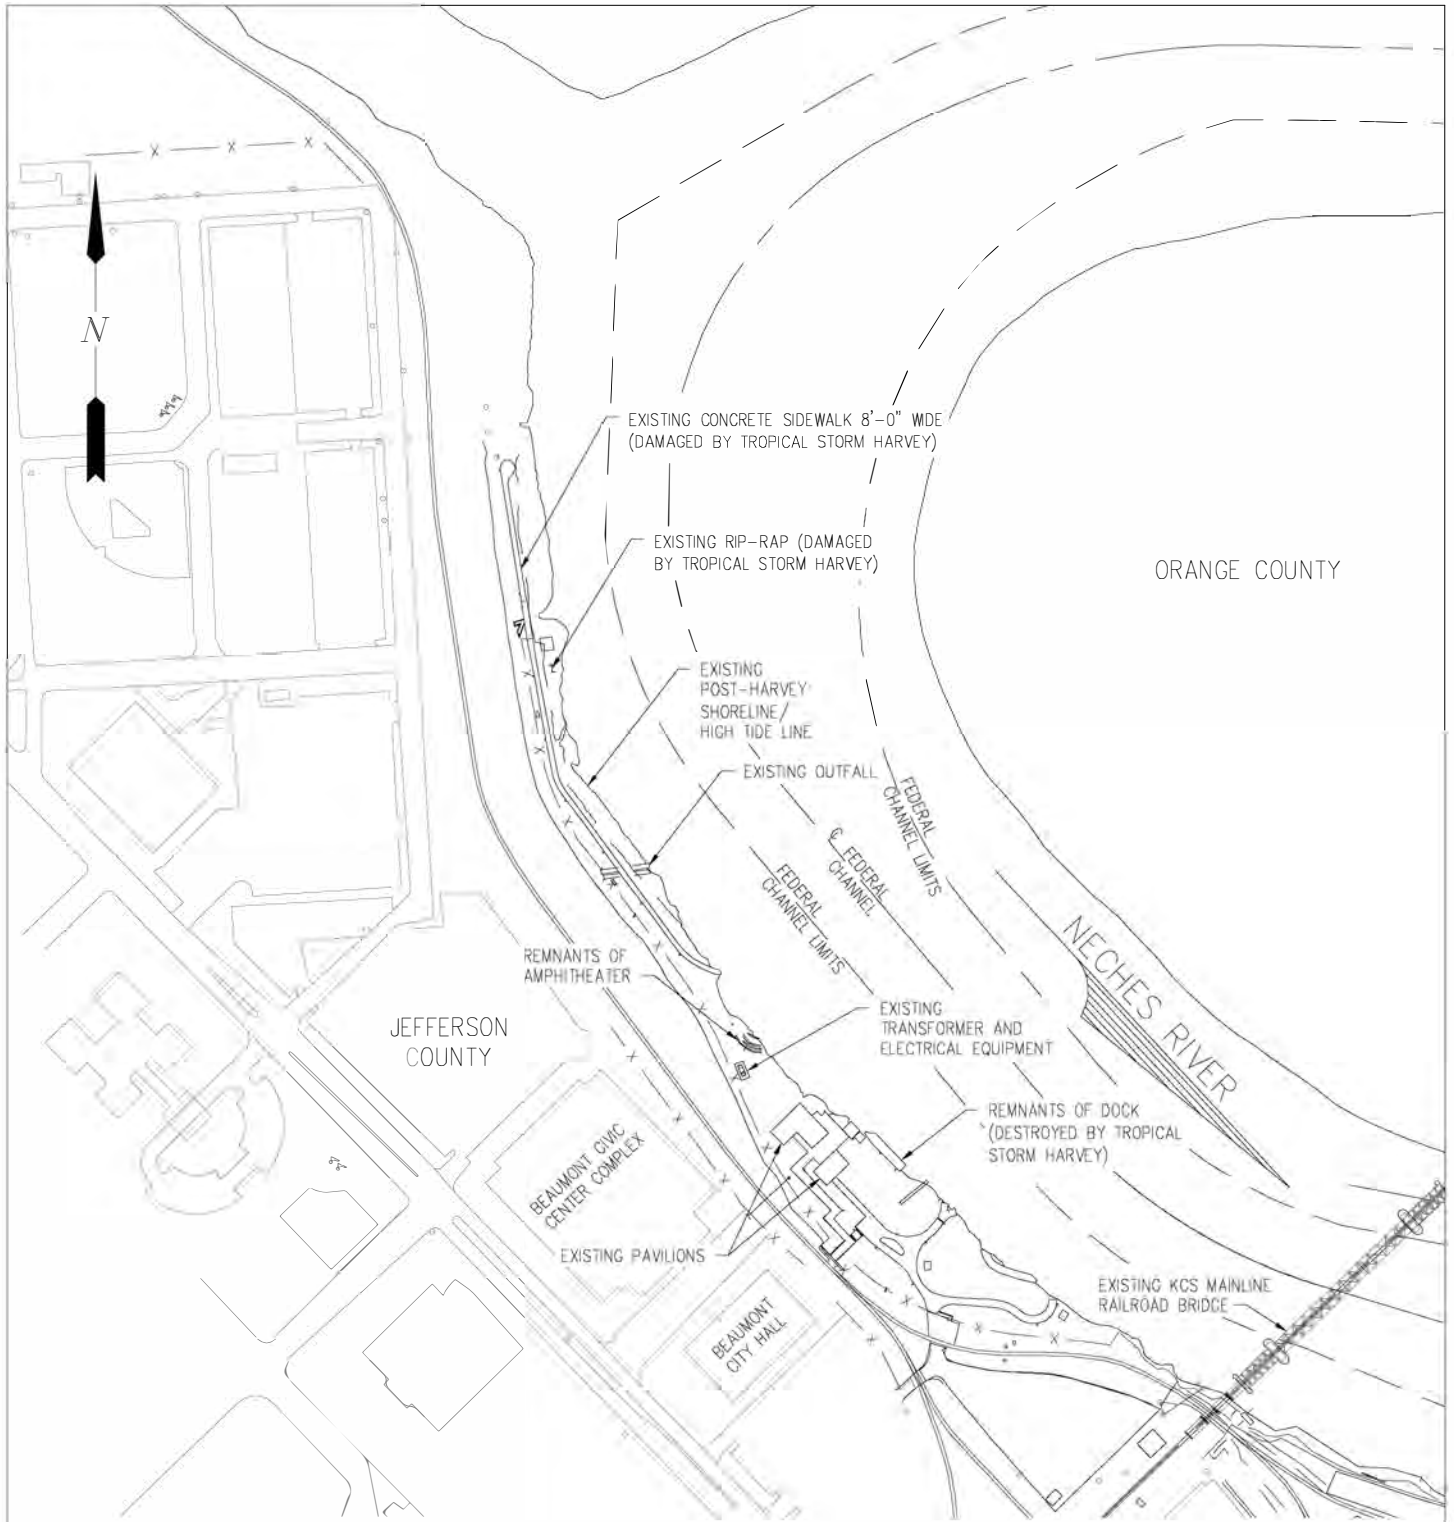 N
EXISTING CONCRETE SIDEWALK 8'-0" WIDE
(DAMAGED BY TROPICAL STORM HARVEY)
EXISTING RIP-RAP (DAMAGED
BY TROPICAL STORM HARVEY)
ORANGE COUNTY
EXISTING
POST-HARVEY
SHORELINE/
HIGH TIDE LINE
EXISTING OUTFALL
FEDERAL
CHANNEL LIMITS
℄ FEDERAL
CHANNEL
FEDERAL
CHANNEL LIMITS
NECHES RIVER
REMNANTS OF
AMPHITHEATER
JEFFERSON
COUNTY
EXISTING
TRANSFORMER AND
ELECTRICAL EQUIPMENT
REMNANTS OF DOCK
(DESTROYED BY TROPICAL
STORM HARVEY)
BEAUMONT CIVIC
CENTER COMPLEX
EXISTING PAVILIONS
EXISTING KCS MAINLINE
RAILROAD BRIDGE
BEAUMONT
CITY HALL